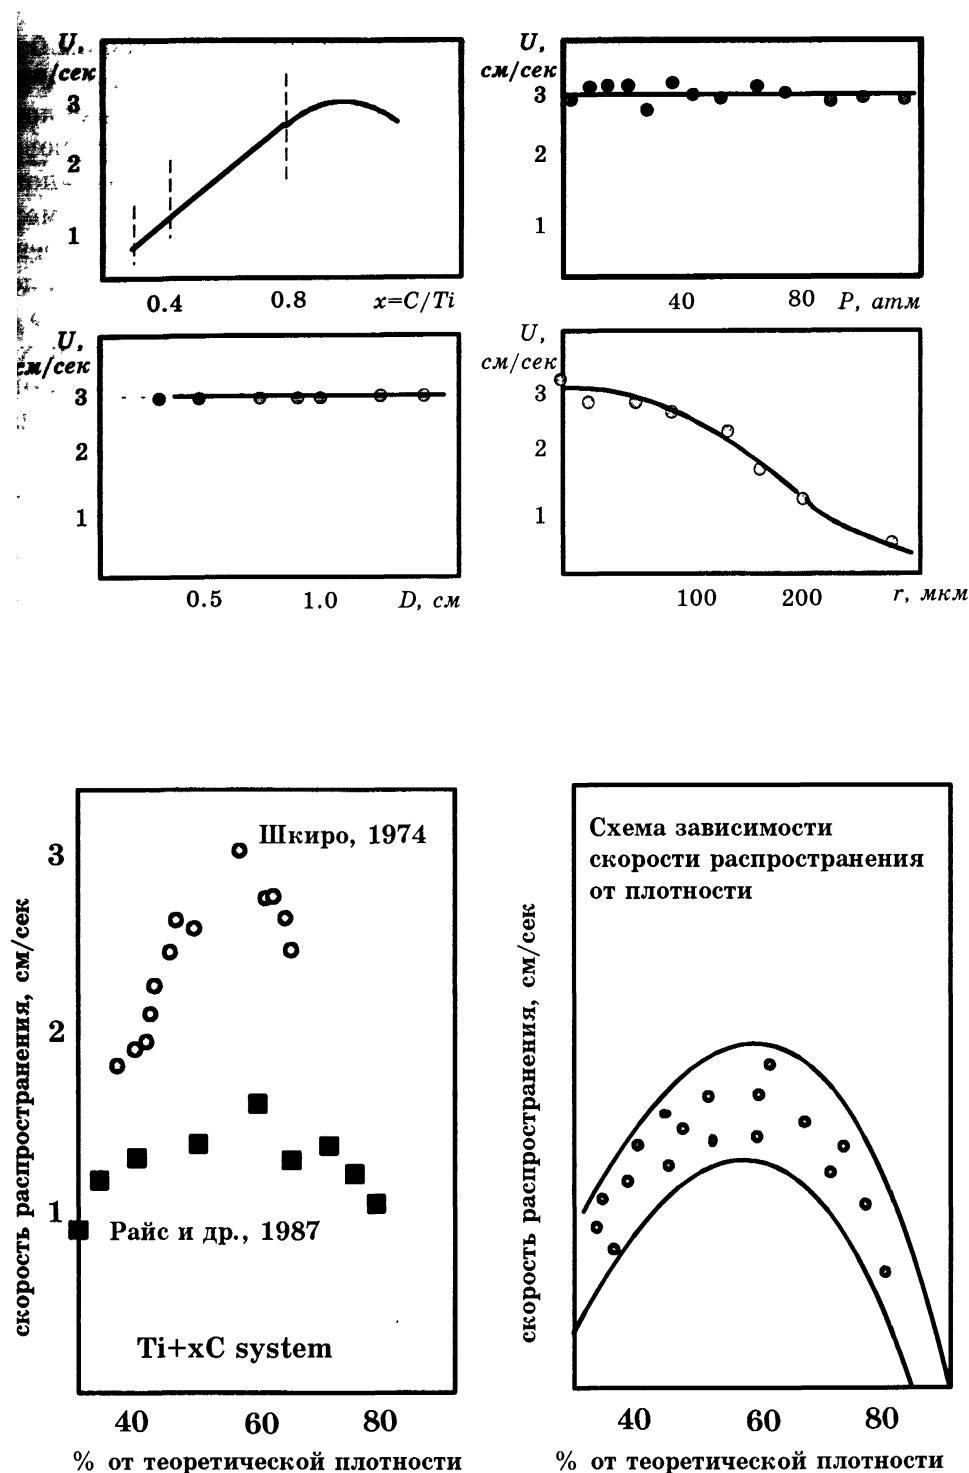 U,
см/сек
3
2
1
0.4 0.8 x=C/Ti
U,
см/сек
3
2
1
40 80 P, атм
U,
см/сек
3
2
1
0.5 1.0 D, см
U,
см/сек
3
2
1
100 200 r, мкм
скорость распространения, см/сек
3
2
1
Шкиро, 1974
Райс и др., 1987
Ti+xC system
40 60 80
% от теоретической плотности
скорость распространения, см/сек
Схема зависимости
скорости распространения
от плотности
40 60 80
% от теоретической плотности